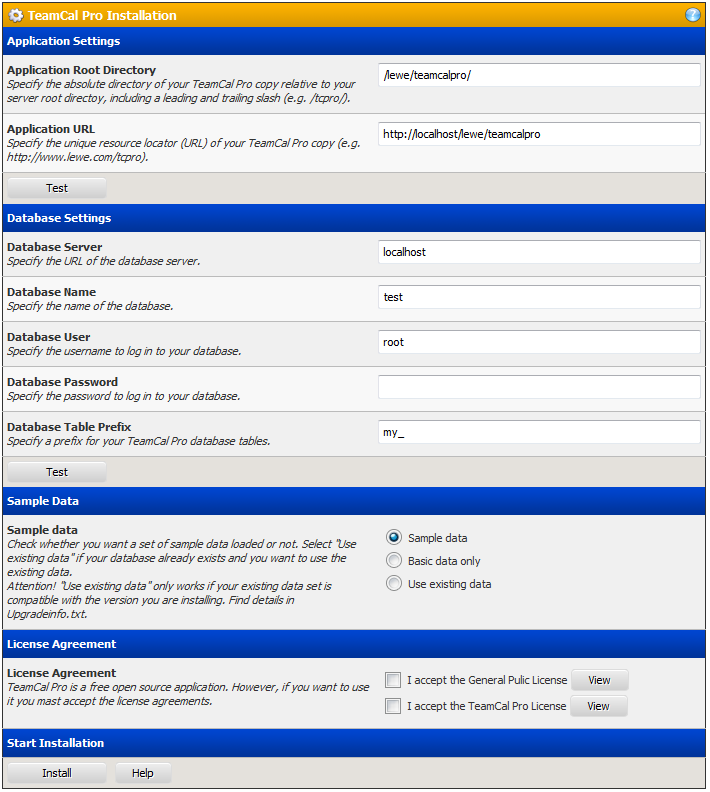 TeamCal Pro Installation
Application Settings
Application Root Directory
Specify the absolute directory of your TeamCal Pro copy relative to your
server root directoy, including a leading and trailing slash (e.g. /tcpro/).
/lewe/teamcalpro/
Application URL
Specify the unique resource locator (URL) of your TeamCal Pro copy (e.g.
http://www.lewe.com/tcpro).
http://localhost/lewe/teamcalpro
Test
Database Settings
Database Server
Specify the URL of the database server.
localhost
Database Name
Specify the name of the database.
test
Database User
Specify the username to log in to your database.
root
Database Password
Specify the password to log in to your database.
Database Table Prefix
Specify a prefix for your TeamCal Pro database tables.
my_
Test
Sample Data
Sample data
Check whether you want a set of sample data loaded or not. Select "Use
existing data" if your database already exists and you want to use the
existing data.
Attention! "Use existing data" only works if your existing data set is
compatible with the version you are installing. Find details in
Upgradeinfo.txt.
Sample data
Basic data only
Use existing data
License Agreement
License Agreement
TeamCal Pro is a free open source application. However, if you want to use
it you mast accept the license agreements.
I accept the General Pulic License
View
I accept the TeamCal Pro License
View
Start Installation
Install
Help